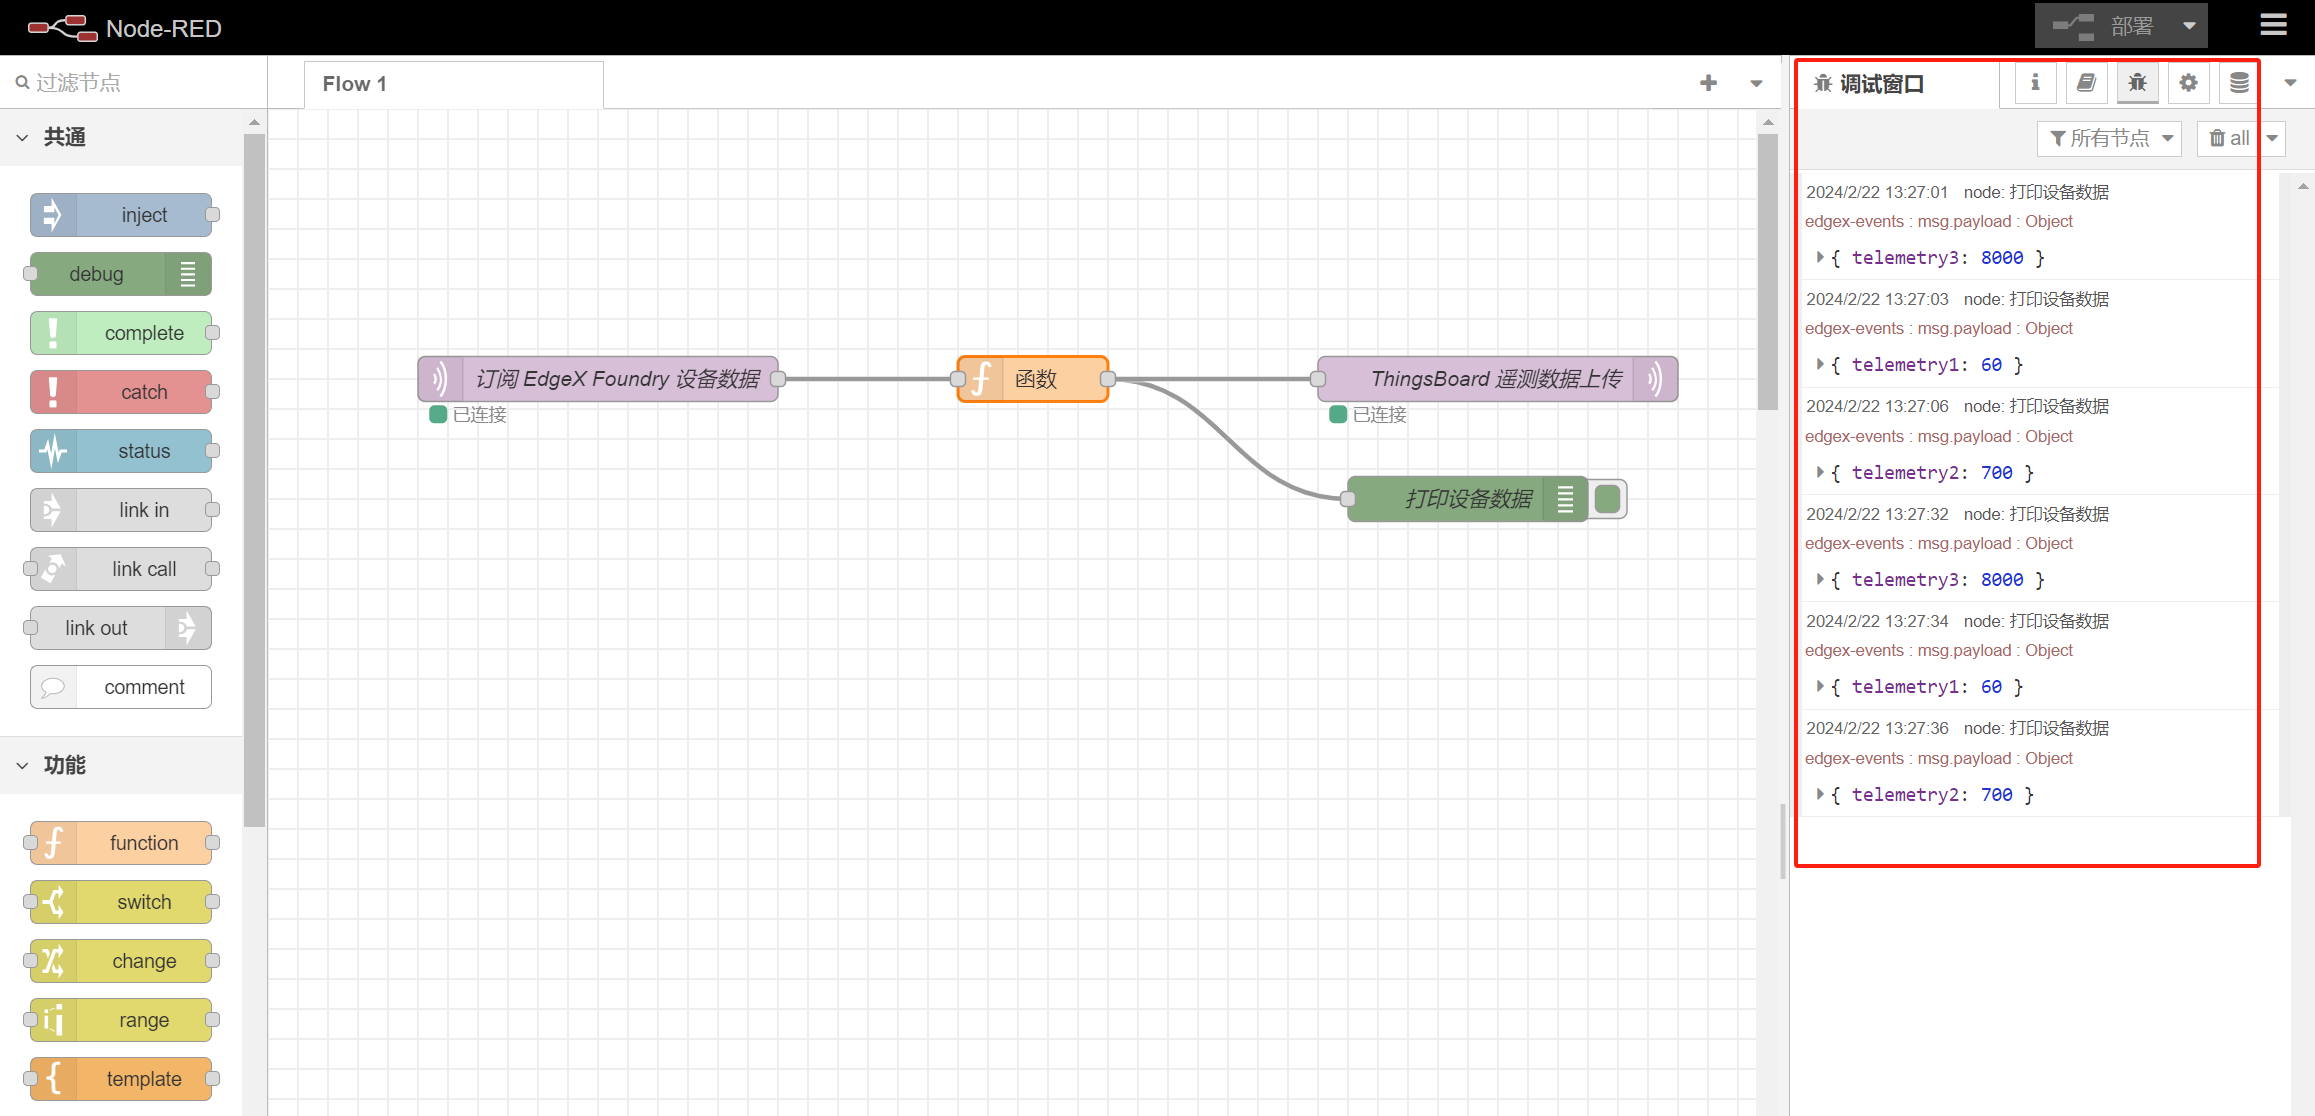 Node-RED
部署
过滤节点
Flow 1
调试窗口
所有节点
all
共通
inject
debug
complete
catch
status
link in
link call
link out
comment
功能
function
switch
change
range
template
订阅 EdgeX Foundry 设备数据
已连接
函数
ThingsBoard 遥测数据上传
已连接
打印设备数据
2024/2/22 13:27:01 node: 打印设备数据
edgex-events : msg.payload : Object
{ telemetry3: 8000 }
2024/2/22 13:27:03 node: 打印设备数据
edgex-events : msg.payload : Object
{ telemetry1: 60 }
2024/2/22 13:27:06 node: 打印设备数据
edgex-events : msg.payload : Object
{ telemetry2: 700 }
2024/2/22 13:27:32 node: 打印设备数据
edgex-events : msg.payload : Object
{ telemetry3: 8000 }
2024/2/22 13:27:34 node: 打印设备数据
edgex-events : msg.payload : Object
{ telemetry1: 60 }
2024/2/22 13:27:36 node: 打印设备数据
edgex-events : msg.payload : Object
{ telemetry2: 700 }